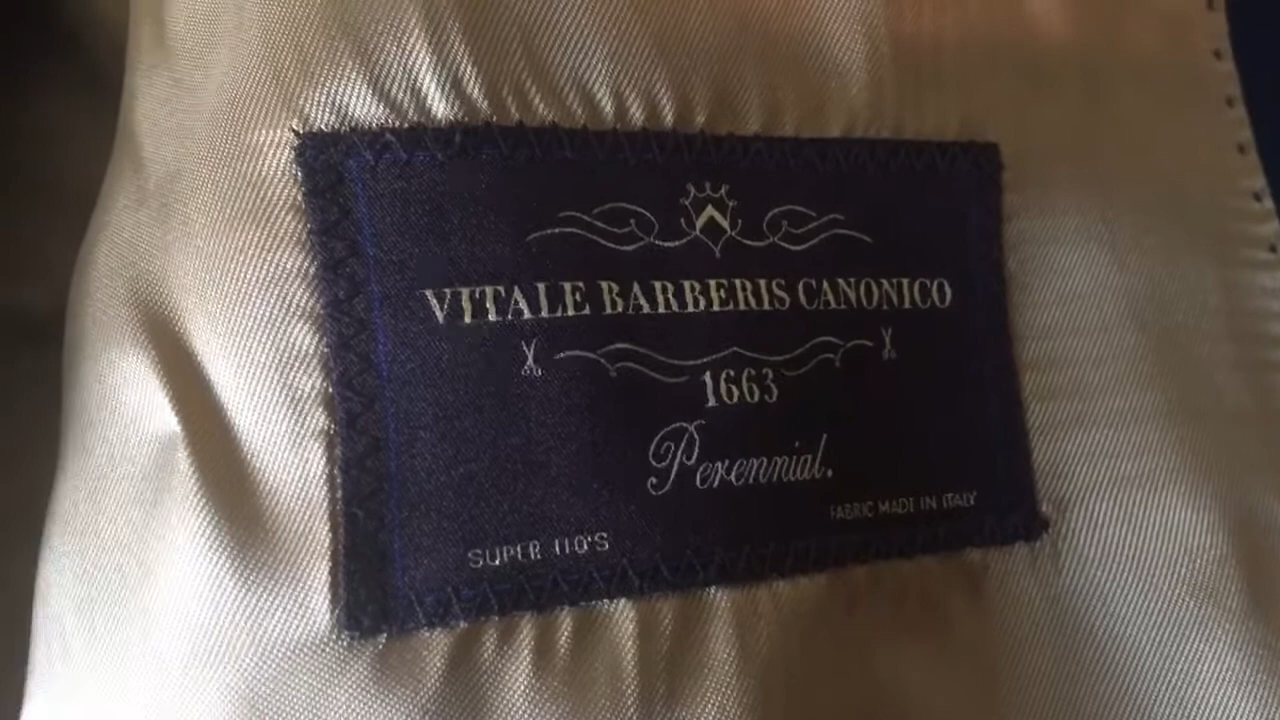 VITALE BARBERIS CANONICO
1663
Perennial.
FABRIC MADE IN ITALY
SUPER 110'S